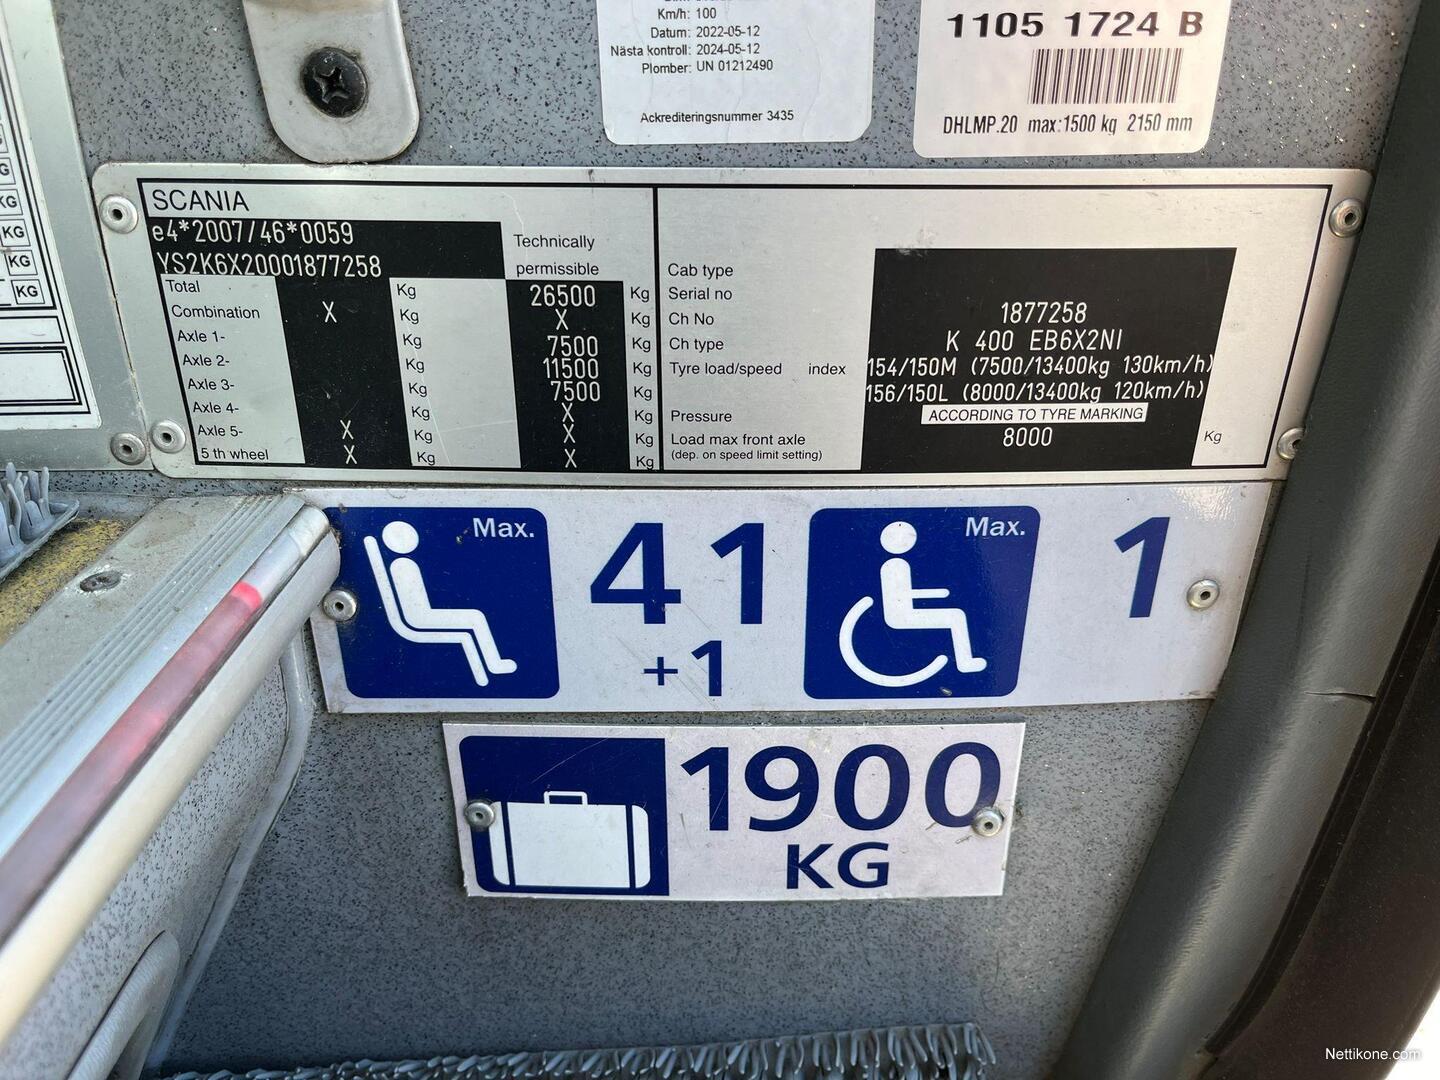 Km/h: 100
Datum: 2022-05-12
Nästa kontroll: 2024-05-12
Plomber: UN 01212490
Ackrediteringsnummer 3435
1105 1724 B
DHLMP.20 max:1500 kg 2150 mm
KG
KG
KG
KG
SCANIA
e4*2007/46*0059
YS2K6X20001877258
Technically
permissible
Total Kg 26500 Kg
Combination X Kg X Kg
Axle 1- Kg 7500 Kg
Axle 2- Kg 11500 Kg
Axle 3- Kg 7500 Kg
Axle 4- Kg X Kg
Axle 5- X Kg X Kg
5 th wheel X Kg X Kg
Cab type
Serial no 1877258
Ch No
Ch type K 400 EB6X2NI
Tyre load/speed index 154/150M (7500/13400kg 130km/h)
156/150L (8000/13400kg 120km/h)
Pressure ACCORDING TO TYRE MARKING
Load max front axle 8000 Kg
(dep. on speed limit setting)
Max. 41
+1
Max. 1
1900
KG
Nettikone.com